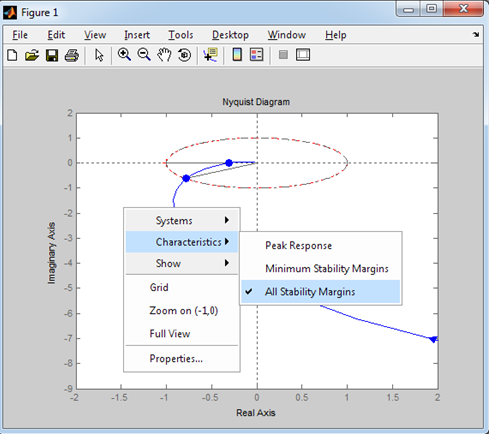 Figure 1
File Edit View Insert Tools Desktop Window Help
Nyquist Diagram
2
1
0
-1
-2
-3
-4
-5
-6
-7
-8
-9
Imaginary Axis
Systems
Characteristics
Show
Grid
Zoom on (-1,0)
Full View
Properties...
Peak Response
Minimum Stability Margins
All Stability Margins
-2 -1.5 -1 -0.5 0 0.5 1 1.5 2
Real Axis